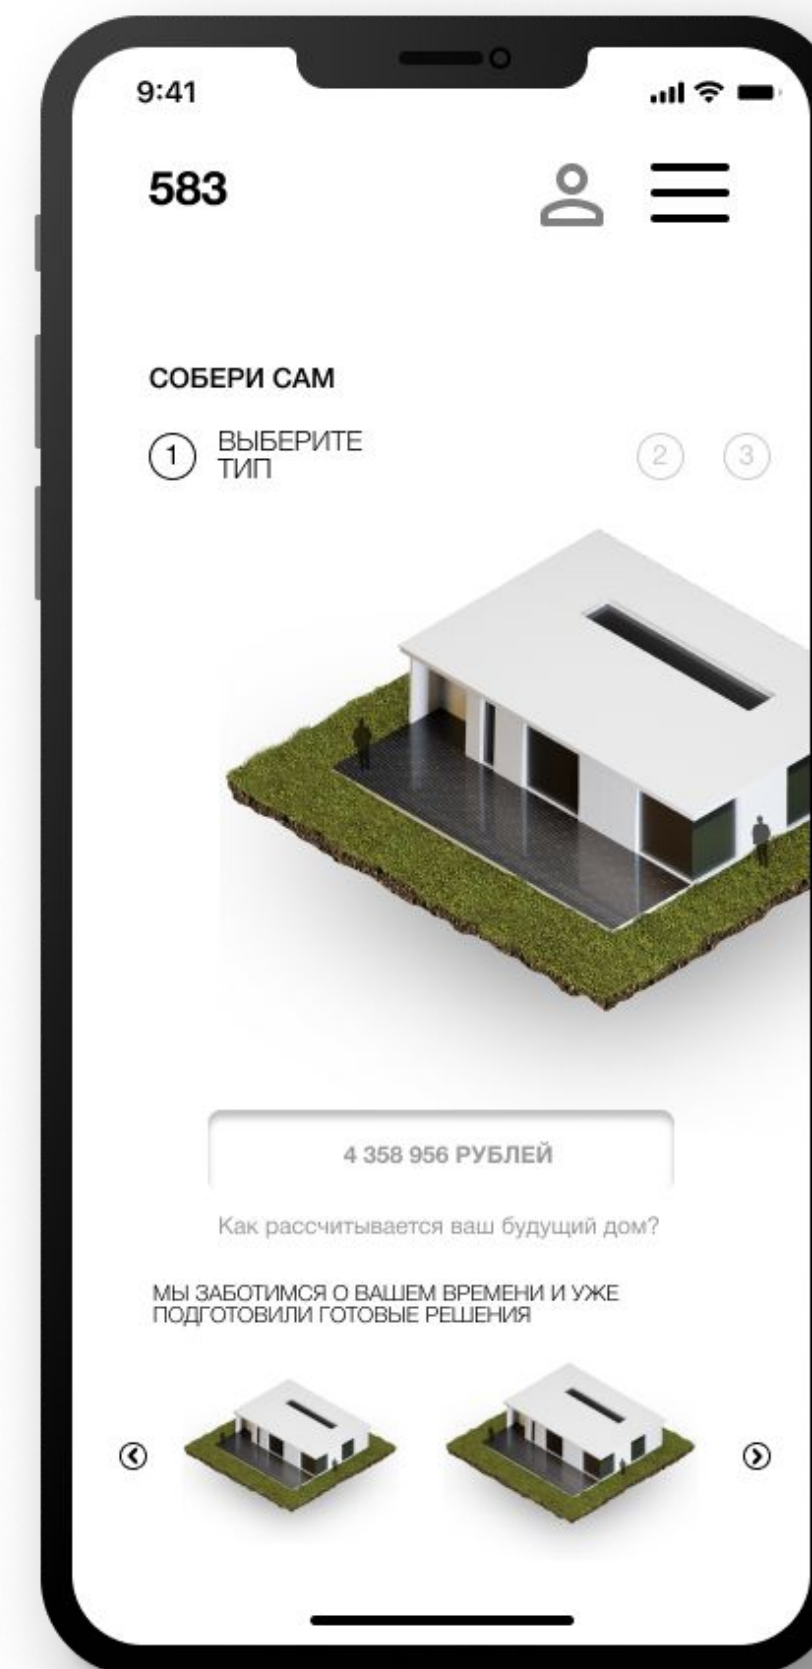 9:41
583
СОБЕРИ САМ
1 ВЫБЕРИТЕ
ТИП
2 3
4 358 956 РУБЛЕЙ
Как рассчитывается ваш будущий дом?
МЫ ЗАБОТИМСЯ О ВАШЕМ ВРЕМЕНИ И УЖЕ
ПОДГОТОВИЛИ ГОТОВЫЕ РЕШЕНИЯ